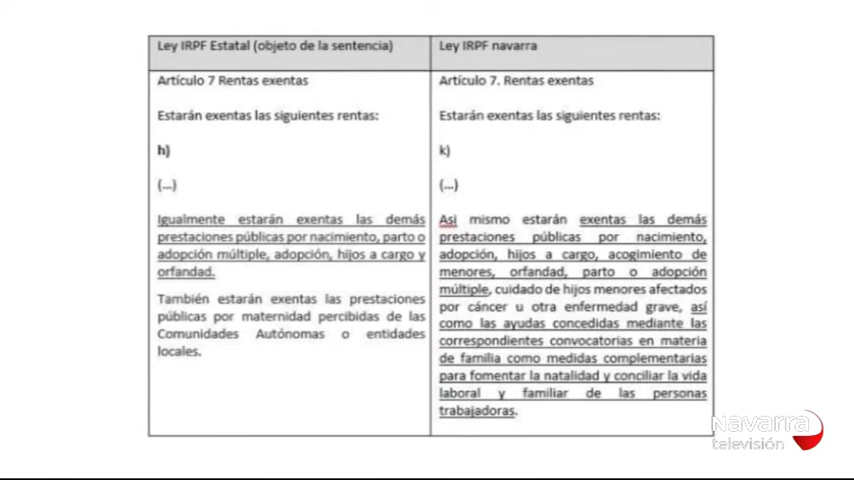 Ley IRPF Estatal (objeto de la sentencia)
Artículo 7 Rentas exentas
Estarán exentas las siguientes rentas:
h)
(...)
Igualmente estarán exentas las demás
prestaciones públicas por nacimiento, parto o
adopción múltiple, adopción, hijos a cargo y
orfandad.
También estarán exentas las prestaciones
públicas por maternidad percibidas de las
Comunidades Autónomas o entidades
locales.
Ley IRPF navarra
Artículo 7. Rentas exentas
Estarán exentas las siguientes rentas:
k)
(...)
Asi mismo estarán exentas las demás
prestaciones públicas por nacimiento,
adopción, hijos a cargo, acogimiento de
menores, orfandad, parto o adopción
múltiple, cuidado de hijos menores afectados
por cáncer u otra enfermedad grave, así
como las ayudas concedidas mediante las
correspondientes convocatorias en materia
de familia como medidas complementarias
para fomentar la natalidad y conciliar la vida
laboral y familiar de las personas
trabajadoras.
Navarra
televisión